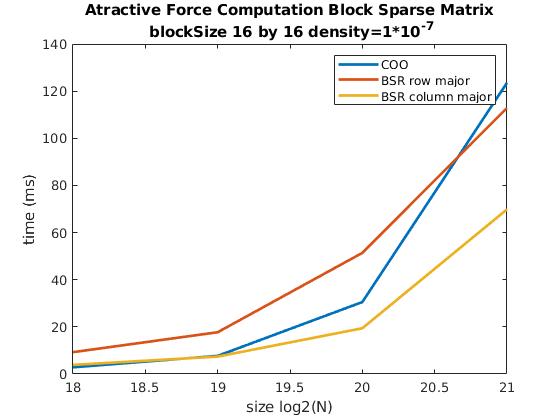 Atractive Force Computation Block Sparse Matrix
blockSize 16 by 16 density=1*10^-7
140
120
100
80
60
40
20
0
time (ms)
COO
BSR row major
BSR column major
18
18.5
19
19.5
20
20.5
21
size log2(N)